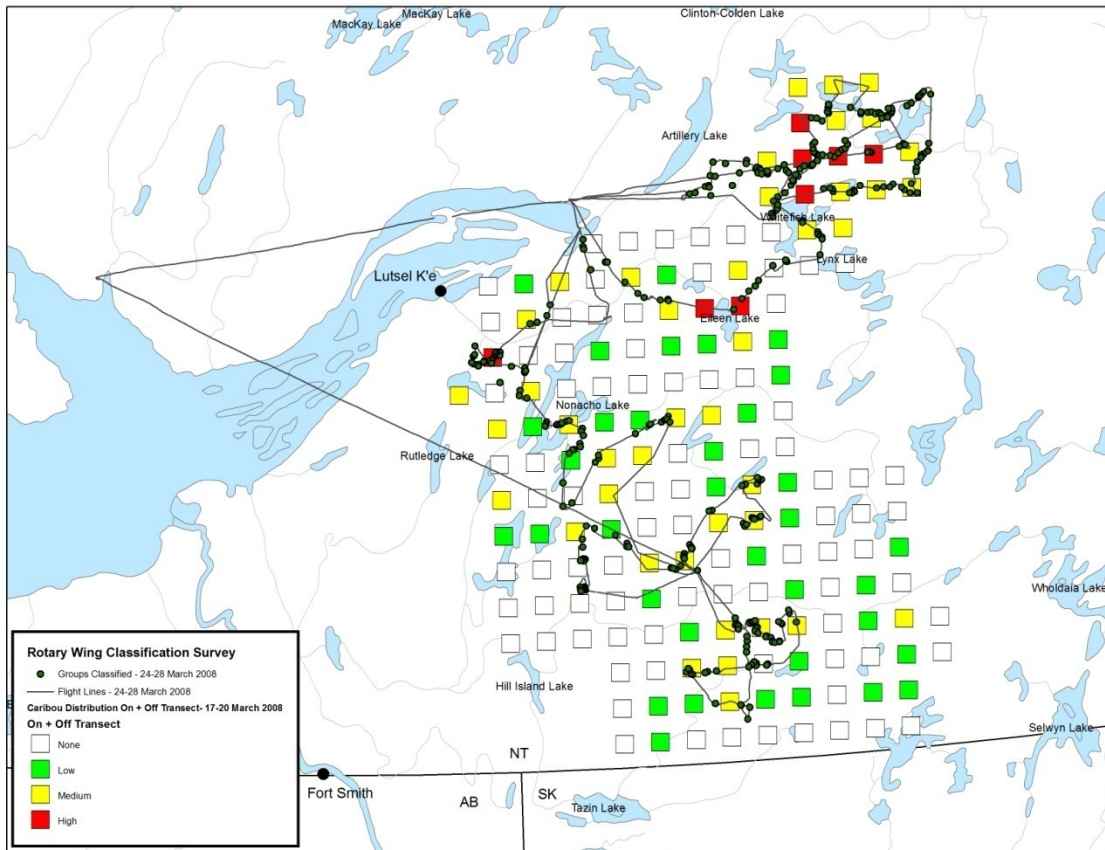 MacKay Lake
MacKay Lake
Clinton-Colden Lake
Artillery Lake
Whitefish Lake
Lynx Lake
Lutsel K'e
Eileen Lake
Nonacho Lake
Rutledge Lake
Wholdaia Lake
Hill Island Lake
Selwyn Lake
NT
Fort Smith
AB
SK
Tazin Lake
Rotary Wing Classification Survey
Groups Classified - 24-28 March 2008
Flight Lines - 24-28 March 2008
Caribou Distribution On + Off Transect- 17-20 March 2008
On + Off Transect
None
Low
Medium
High